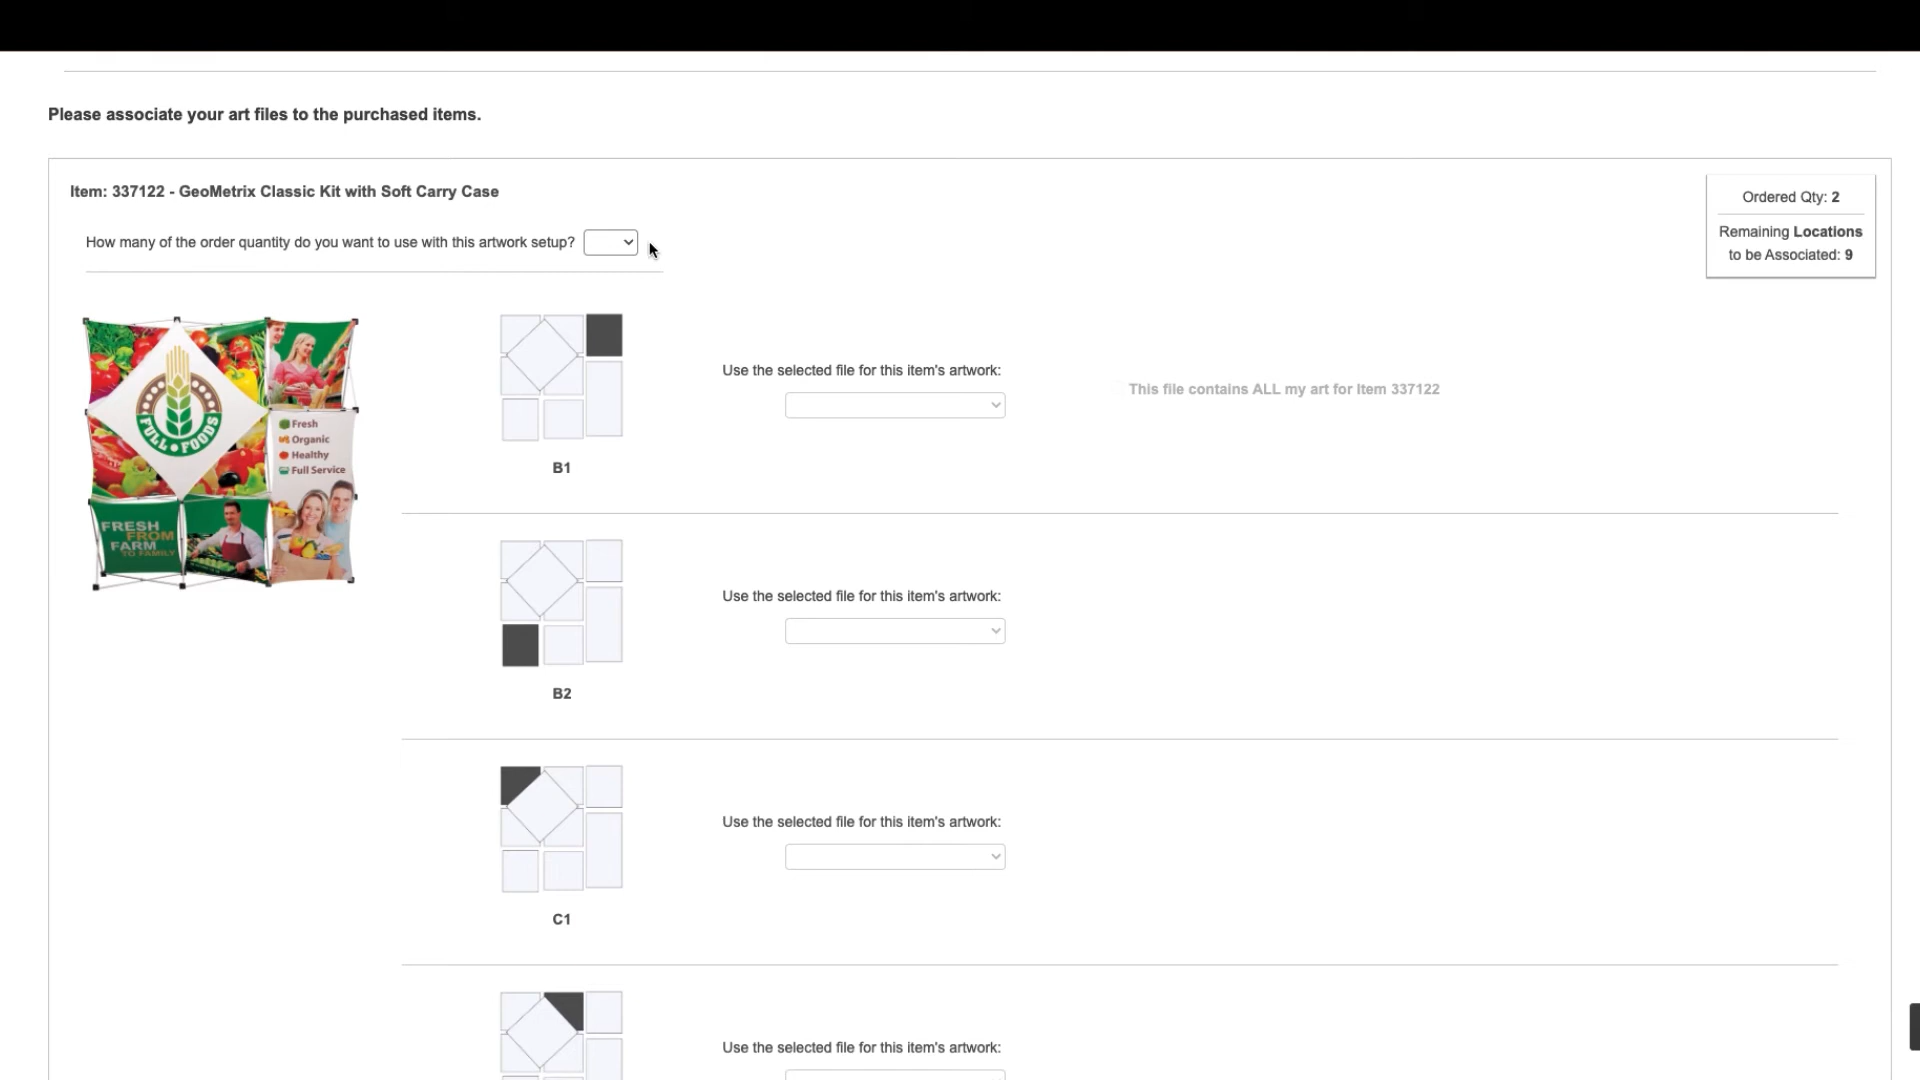 Please associate your art files to the purchased items.
Item: 337122 - GeoMetrix Classic Kit with Soft Carry Case
Ordered Qty: 2
Remaining Locations
to be Associated: 9
How many of the order quantity do you want to use with this artwork setup?
FULL • FOODS
Fresh
Organic
Healthy
Full Service
FRESH
FROM
FARM
TO FAMILY
Use the selected file for this item's artwork:
This file contains ALL my art for Item 337122
B1
Use the selected file for this item's artwork:
B2
Use the selected file for this item's artwork:
C1
Use the selected file for this item's artwork: